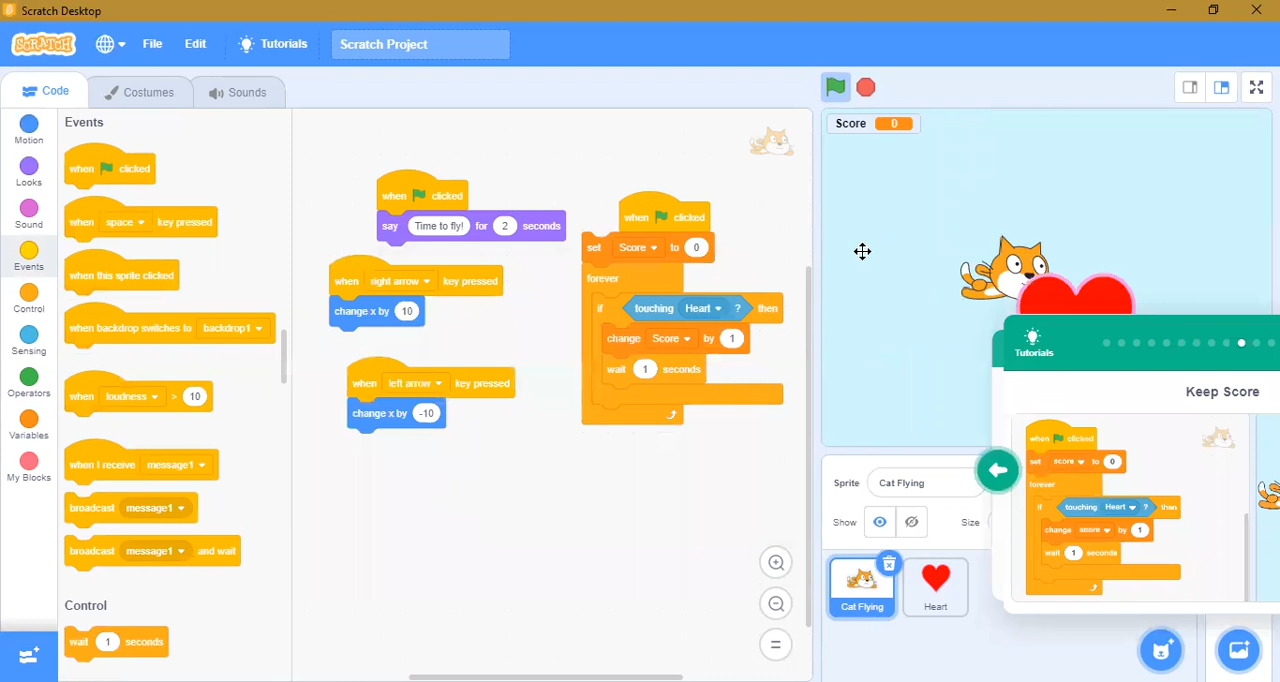 Scratch Desktop
SCRATCH File Edit Tutorials Scratch Project
Code Costumes Sounds
Motion
Looks
Sound
Events
Control
Sensing
Operators
Variables
My Blocks
Events
when clicked
when space key pressed
when this sprite clicked
when backdrop switches to backdrop1
when loudness > 10
when I receive message1
broadcast message1
broadcast message1 and wait
Control
wait 1 seconds
when clicked
say Time to fly! for 2 seconds
when right arrow key pressed
change x by 10
when left arrow key pressed
change x by -10
when clicked
set Score to 0
forever
if touching Heart ? then
change Score by 1
wait 1 seconds
=
Score 0
Tutorials
Keep Score
when clicked
set score to 0
forever
if touching Heart ? then
change score by 1
wait 1 seconds
Sprite Cat Flying
Show Size
Cat Flying
Heart